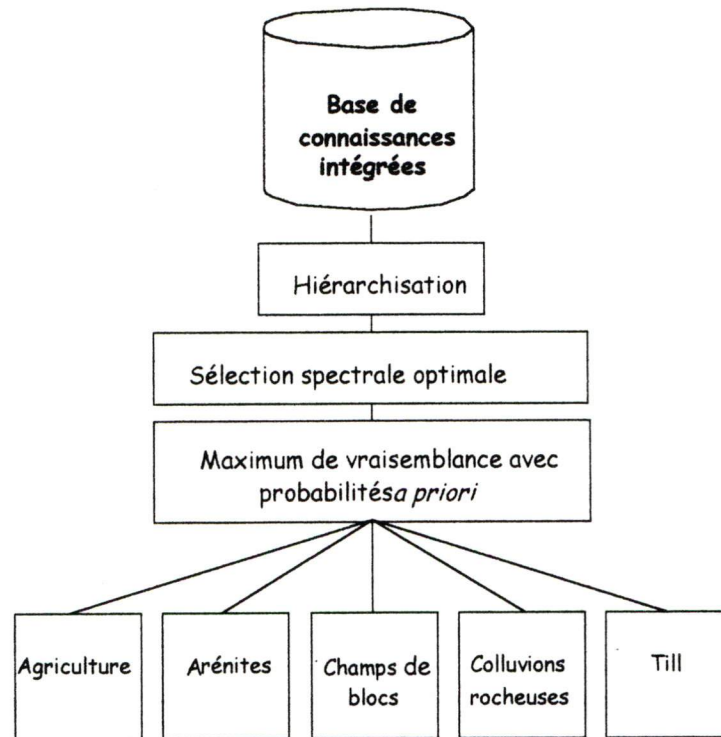 Base de
connaissances
intégrées
Hiérarchisation
Sélection spectrale optimale
Maximum de vraisemblance avec
probabilitésa priori
Agriculture
Arénites
Champs de
blocs
Colluvions
rocheuses
Till